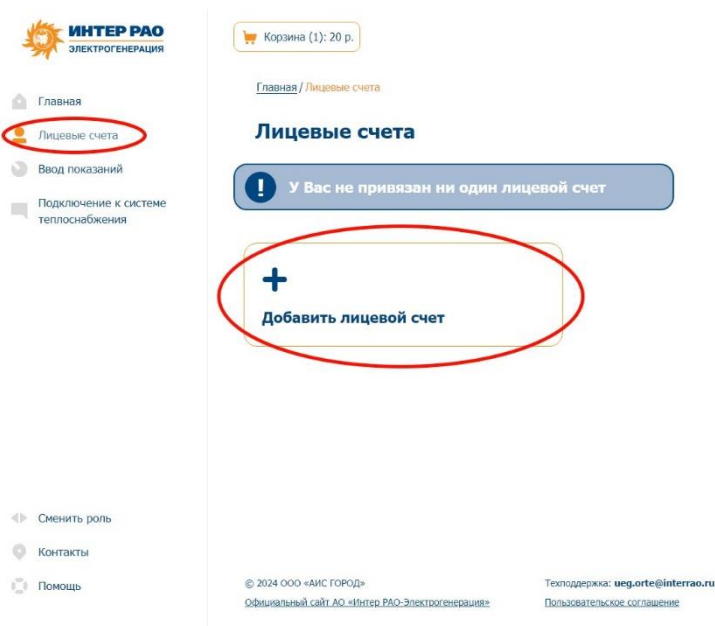 ИНТЕР РАО
ЭЛЕКТРОГЕНЕРАЦИЯ
Главная
Лицевые счета
Ввод показаний
Подключение к системе
теплоснабжения
Сменить роль
Контакты
Помощь
Корзина (1): 20 р.
Главная / Лицевые счета
Лицевые счета
У Вас не привязан ни один лицевой счет
+
Добавить лицевой счет
© 2024 ООО «АИС ГОРОД»
Официальный сайт АО «Интер РАО-Электрогенерация»
Техподдержка: ueg.orte@interrao.ru
Пользовательское соглашение